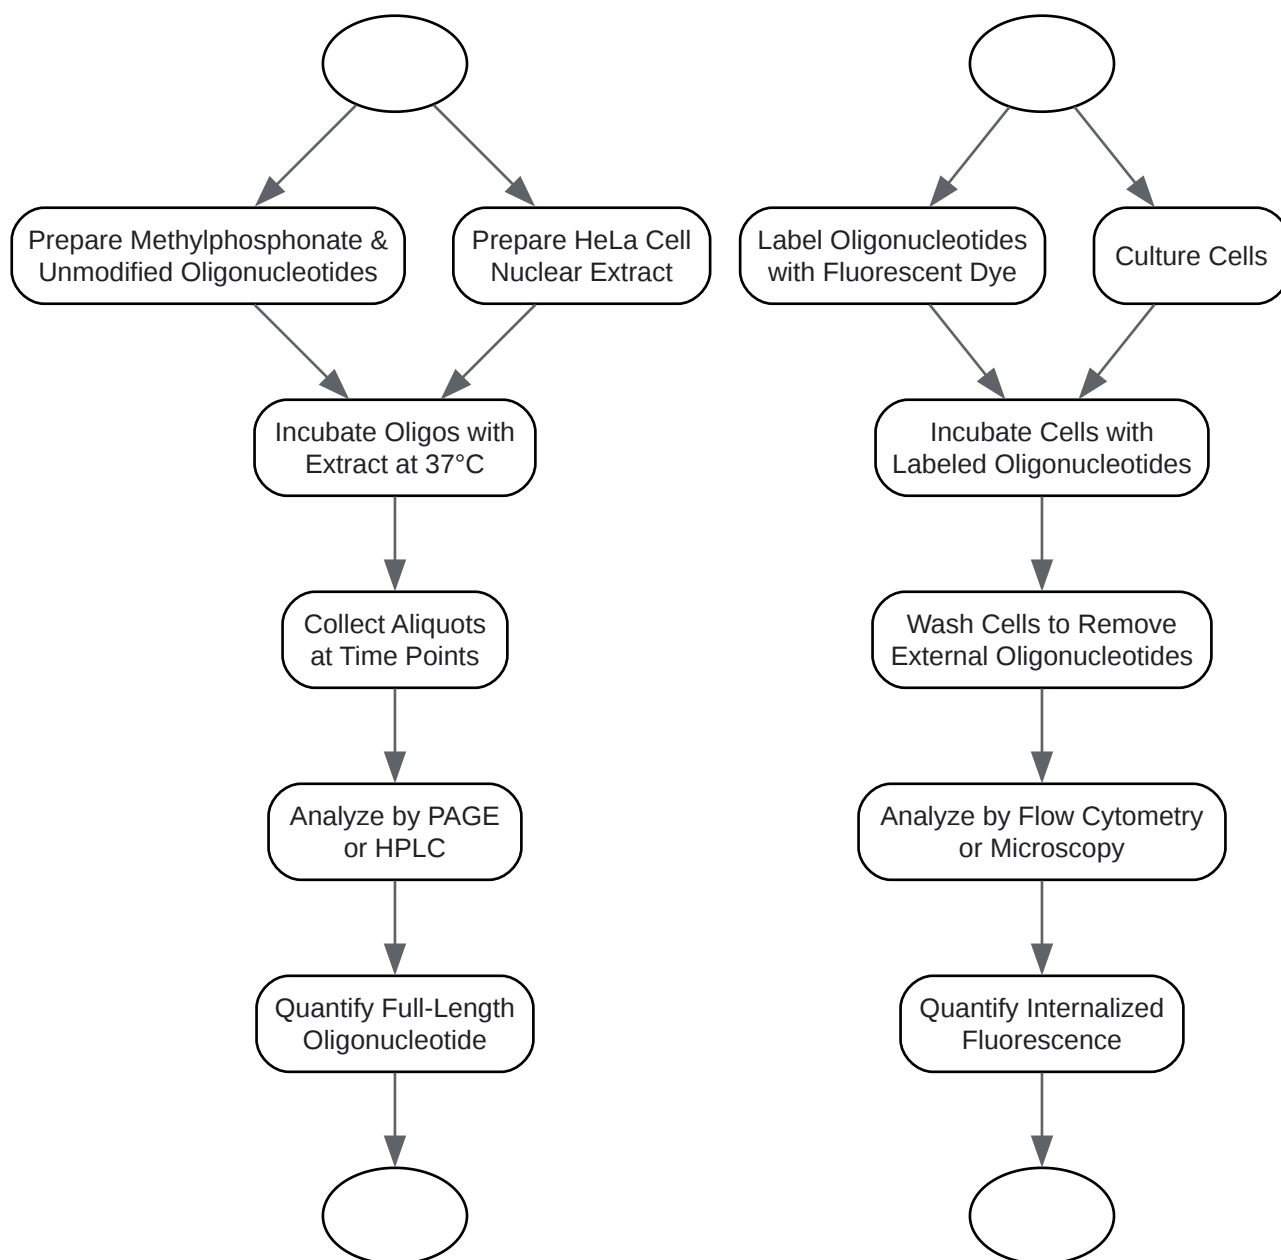 Prepare Methylphosphonate &
Unmodified Oligonucleotides
Prepare HeLa Cell
Nuclear Extract
Incubate Oligos with
Extract at 37°C
Collect Aliquots
at Time Points
Analyze by PAGE
or HPLC
Quantify Full-Length
Oligonucleotide
Label Oligonucleotides
with Fluorescent Dye
Culture Cells
Incubate Cells with
Labeled Oligonucleotides
Wash Cells to Remove
External Oligonucleotides
Analyze by Flow Cytometry
or Microscopy
Quantify Internalized
Fluorescence